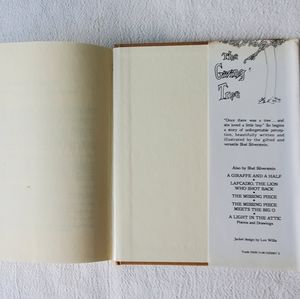 The
Giving
Tree
"Once there was a tree . . . and
she loved a little boy." So begins
a story of unforgettable percep-
tion, beautifully written and
illustrated by the gifted and
versatile Shel Silverstein.
Also by Shel Silverstein
A GIRAFFE AND A HALF
LAFCADIO, THE LION
WHO SHOT BACK
THE MISSING PIECE
THE MISSING PIECE
MEETS THE BIG O
A LIGHT IN THE ATTIC
Poems and Drawings
Jacket design by